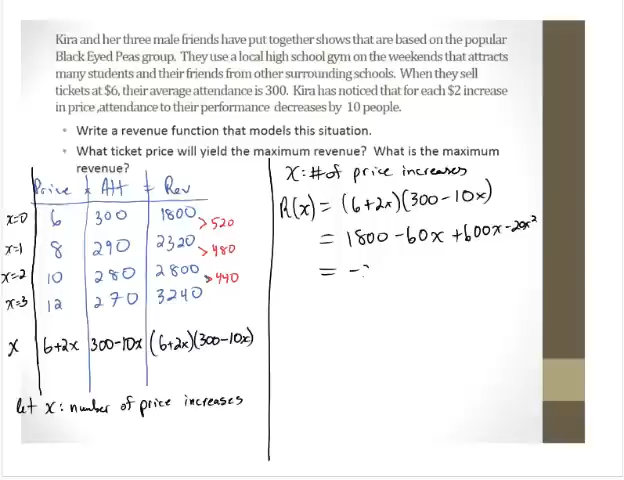 Kira and her three male friends have put together shows that are based on the popular
Black Eyed Peas group. They use a local high school gym on the weekends that attracts
many students and their friends from other surrounding schools. When they sell
tickets at $6, their average attendance is 300. Kira has noticed that for each $2 increase
in price ,attendance to their performance decreases by 10 people.
• Write a revenue function that models this situation.
• What ticket price will yield the maximum revenue? What is the maximum
revenue?
Price x Att = Rev
x=0 6 300 1800
>520
x=1 8 290 2320
>480
x=2 10 280 2800
>440
x=3 12 270 3240
x 6+2x 300-10x (6+2x)(300-10x)
let x: number of price increases
x: # of price increases
R(x) = (6+2x)(300-10x)
= 1800 -60x +600x -20x²
= -